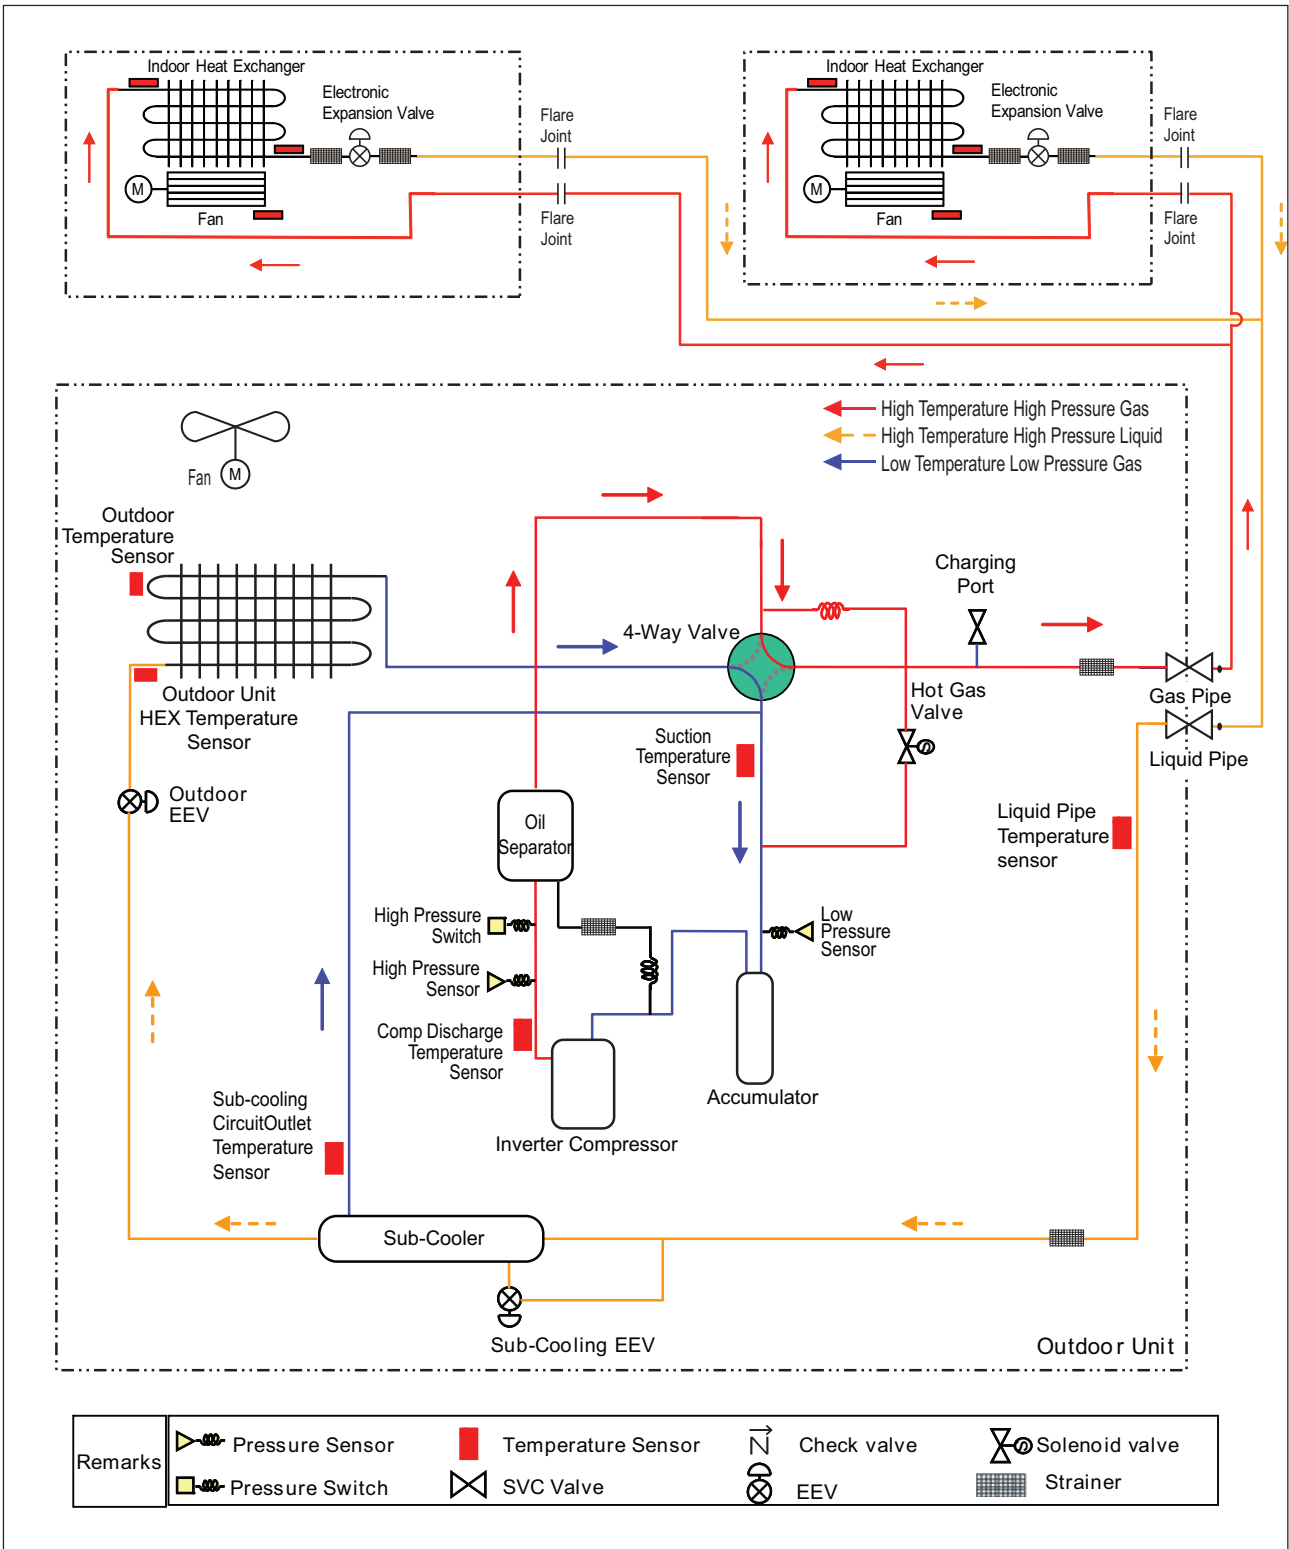 Indoor Heat Exchanger
Electronic
Expansion Valve
Flare
Joint
M
Fan
Flare
Joint
Indoor Heat Exchanger
Electronic
Expansion Valve
Flare
Joint
M
Fan
Flare
Joint
High Temperature High Pressure Gas
High Temperature High Pressure Liquid
Low Temperature Low Pressure Gas
Fan
M
Outdoor
Temperature
Sensor
Charging
Port
4-Way Valve
Outdoor Unit
HEX Temperature
Sensor
Hot Gas
Valve
Gas Pipe
Liquid Pipe
Suction
Temperature
Sensor
S
Outdoor
EEV
Oil
Separator
Liquid Pipe
Temperature
sensor
High Pressure
Switch
Low
Pressure
Sensor
High Pressure
Sensor
Comp Discharge
Temperature
Sensor
Accumulator
Inverter Compressor
Sub-cooling
CircuitOutlet
Temperature
Sensor
Sub-Cooler
Sub-Cooling EEV
Outdoor Unit
Remarks
Pressure Sensor
Temperature Sensor
Check valve
S
Solenoid valve
Pressure Switch
SVC Valve
EEV
Strainer